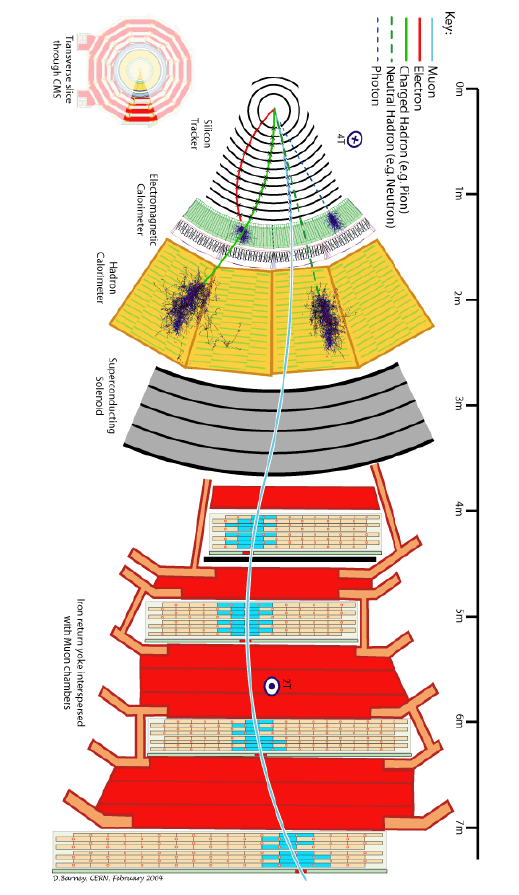 Key:
Muon
Electron
Charged Hadron (e.g. Pion)
Neutral Hadron (e.g. Neutron)
Photon
0m
1m
2m
3m
4m
5m
6m
7m
Transverse slice
through CMS
4T
Silicon
Tracker
Electromagnetic
Calorimeter
Hadron
Calorimeter
Superconducting
Solenoid
Iron return yoke interspersed
with Muon chambers
2T
D.Barney, CERN, February 2004